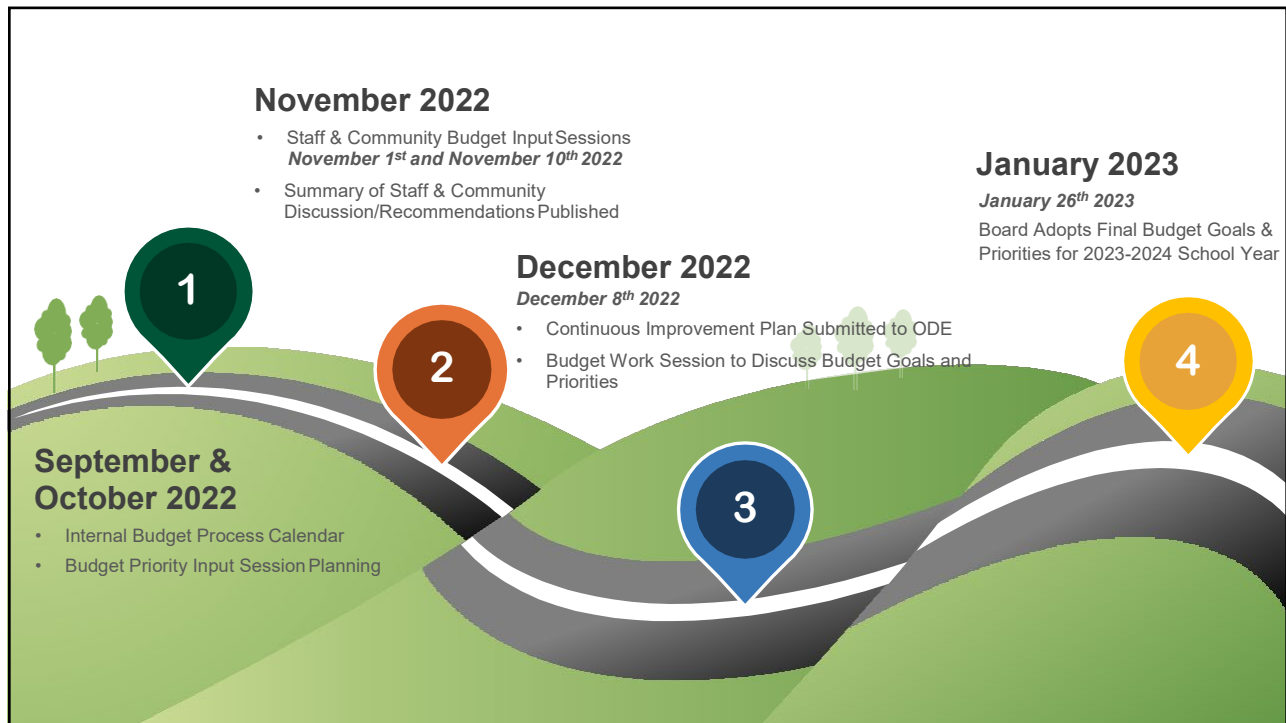 November 2022
• Staff & Community Budget Input Sessions
November 1st and November 10th 2022
• Summary of Staff & Community
Discussion/Recommendations Published
January 2023
January 26th 2023
Board Adopts Final Budget Goals &
Priorities for 2023-2024 School Year
December 2022
December 8th 2022
• Continuous Improvement Plan Submitted to ODE
• Budget Work Session to Discuss Budget Goals and
Priorities
1
2
4
September &
October 2022
• Internal Budget Process Calendar
• Budget Priority Input Session Planning
3